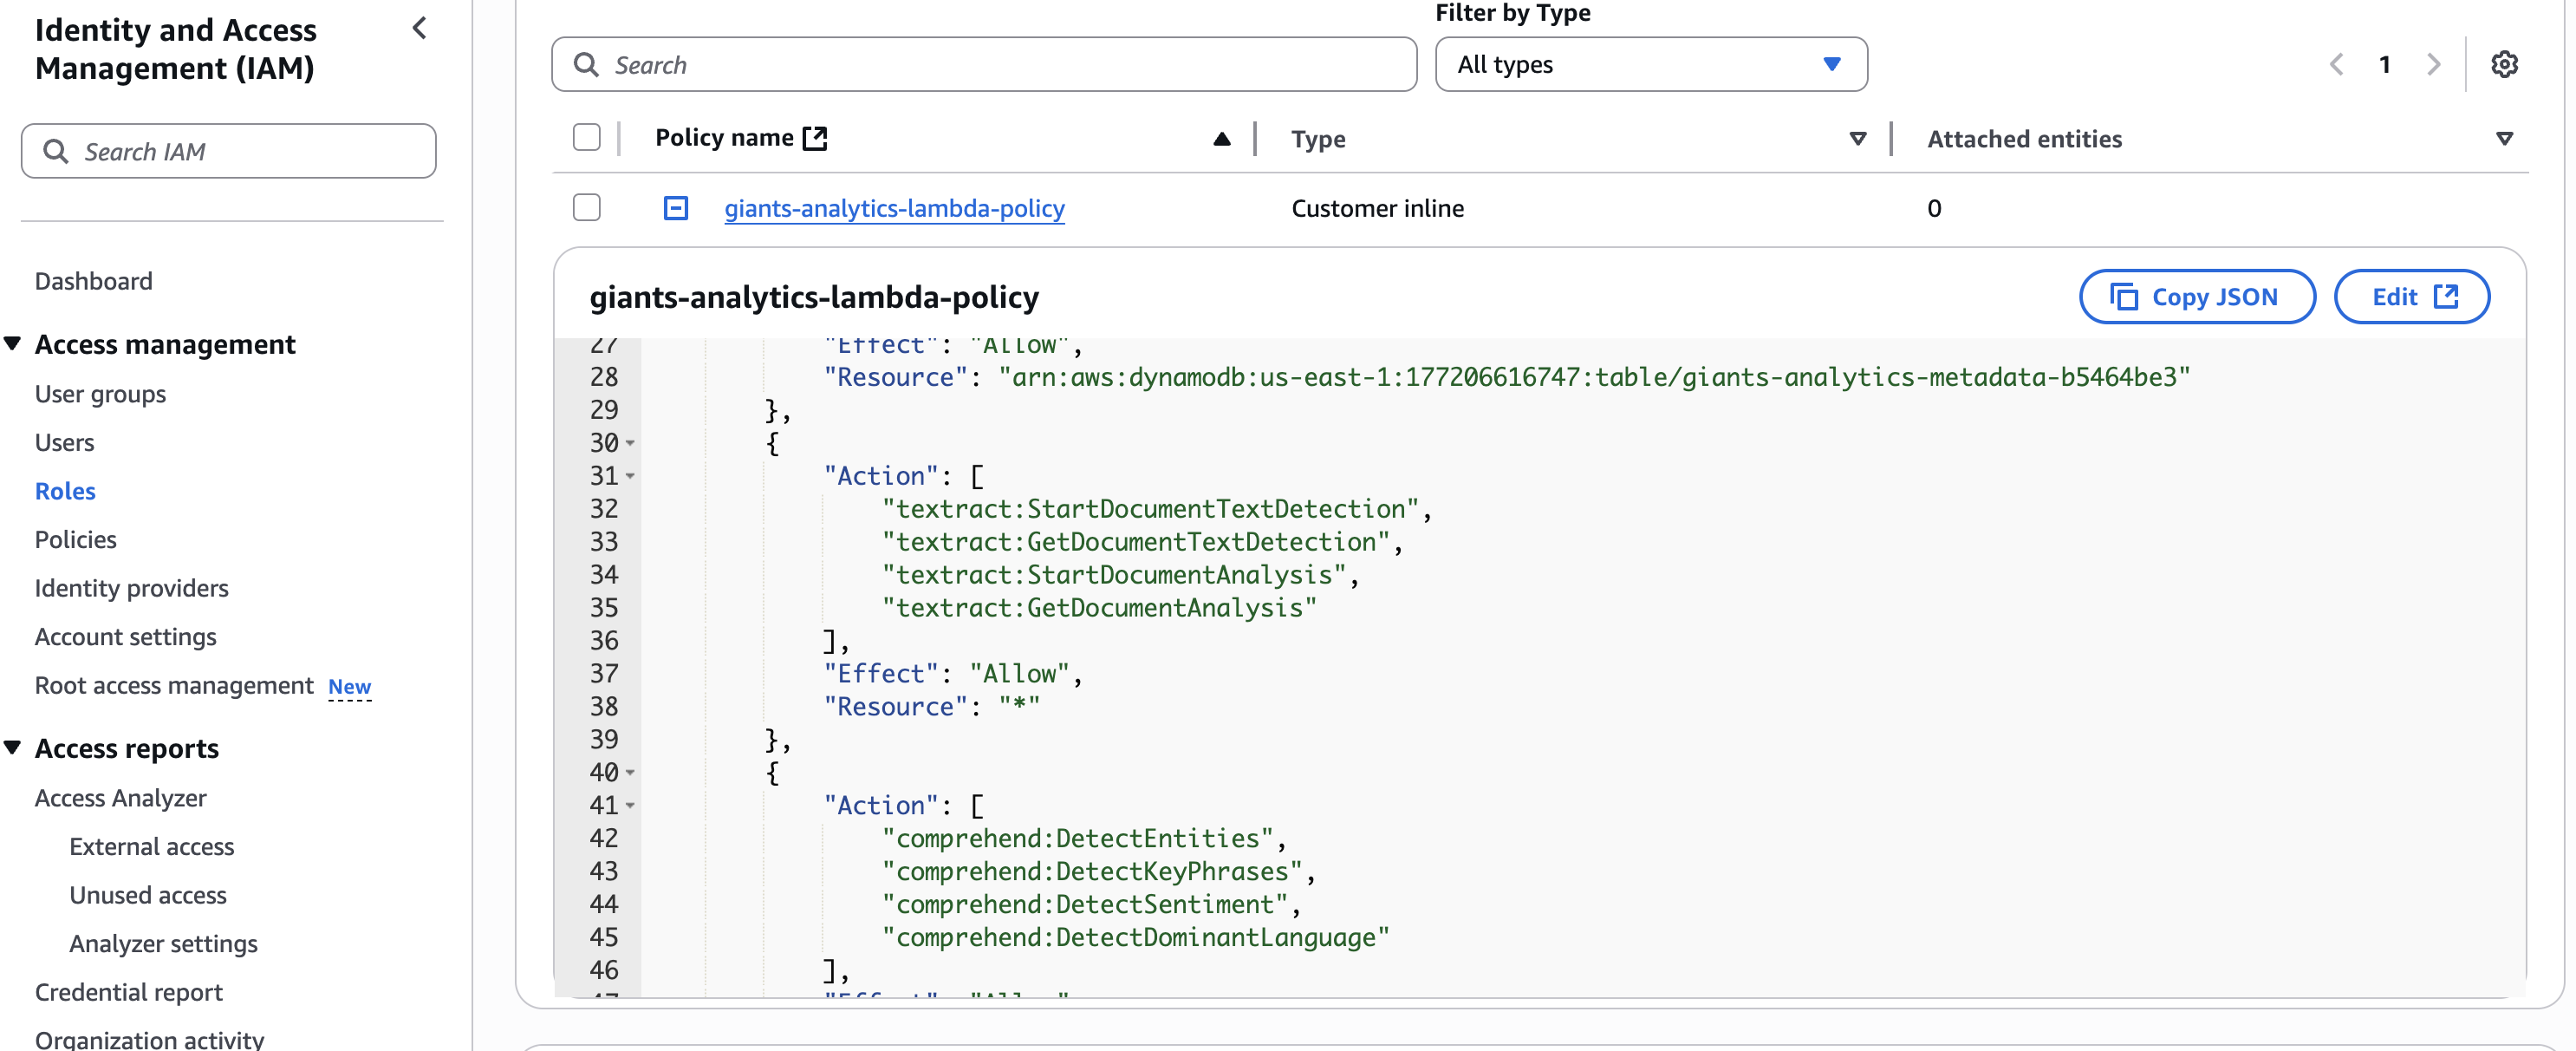 Identity and Access
Management (IAM)
Search IAM
Dashboard
Access management
User groups
Users
Roles
Policies
Identity providers
Account settings
Root access management New
Access reports
Access Analyzer
External access
Unused access
Analyzer settings
Credential report
Organization activity
Filter by Type
Search
All types
1
Policy name
Type
Attached entities
giants-analytics-lambda-policy
Customer inline
0
giants-analytics-lambda-policy
Copy JSON
Edit
27 "Effect": "Allow",
28 "Resource": "arn:aws:dynamodb:us-east-1:177206616747:table/giants-analytics-metadata-b5464be3"
29 },
30 {
31 "Action": [
32 "textract:StartDocumentTextDetection",
33 "textract:GetDocumentTextDetection",
34 "textract:StartDocumentAnalysis",
35 "textract:GetDocumentAnalysis"
36 ],
37 "Effect": "Allow",
38 "Resource": "*"
39 },
40 {
41 "Action": [
42 "comprehend:DetectEntities",
43 "comprehend:DetectKeyPhrases",
44 "comprehend:DetectSentiment",
45 "comprehend:DetectDominantLanguage"
46 ],